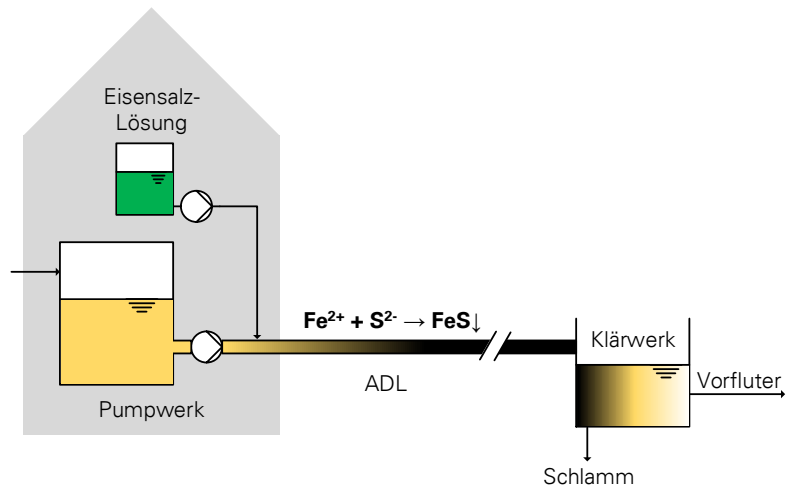 Eisensalz-
Lösung
Fe²⁺ + S²⁻ → FeS↓
Klärwerk
Vorfluter
ADL
Pumpwerk
Schlamm